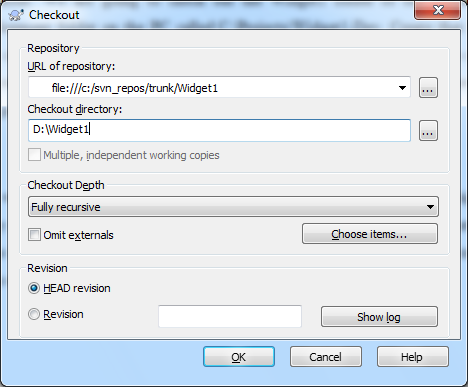 Checkout
Repository
URL of repository:
file:///c:/svn_repos/trunk/Widget1
...
Checkout directory:
D:\Widget1
...
Multiple, independent working copies
Checkout Depth
Fully recursive
Omit externals
Choose items...
Revision
HEAD revision
Revision
Show log
OK
Cancel
Help